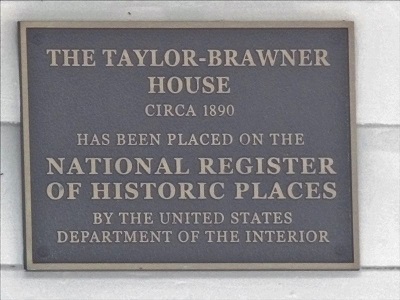 THE TAYLOR-BRAWNER
HOUSE
CIRCA 1890
HAS BEEN PLACED ON THE
NATIONAL REGISTER
OF HISTORIC PLACES
BY THE UNITED STATES
DEPARTMENT OF THE INTERIOR